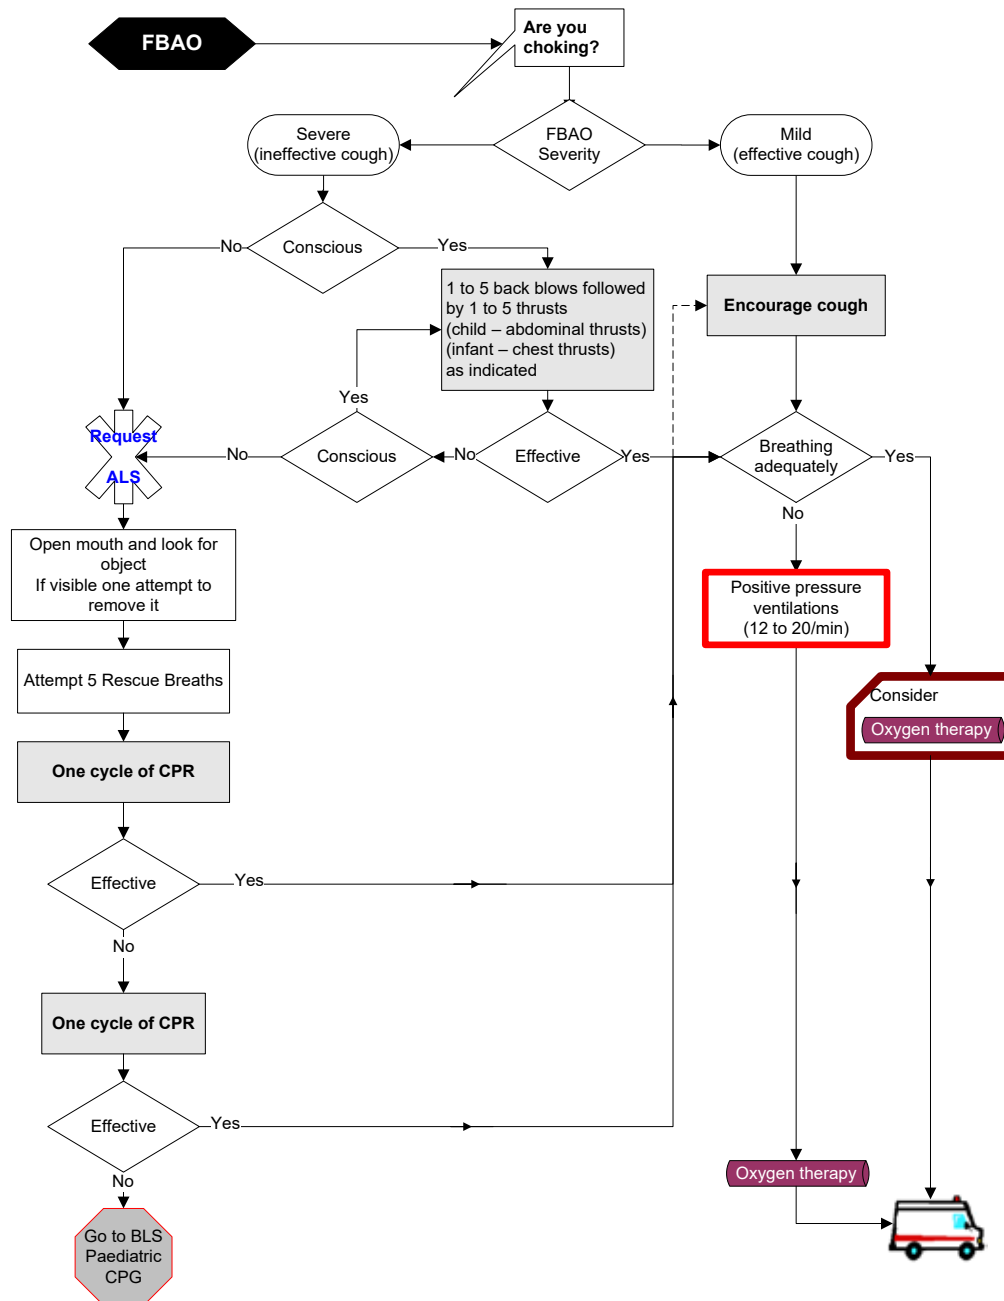 FBAO
Are you
choking?
Severe
(ineffective cough)
FBAO
Severity
Mild
(effective cough)
No
Conscious
Yes
1 to 5 back blows followed
by 1 to 5 thrusts
(child – abdominal thrusts)
(infant – chest thrusts)
as indicated
Encourage cough
Yes
Request
ALS
No
Conscious
No
Effective
Yes
Breathing
adequately
Yes
No
Open mouth and look for
object
If visible one attempt to
remove it
Positive pressure
ventilations
(12 to 20/min)
Attempt 5 Rescue Breaths
Consider
Oxygen therapy
One cycle of CPR
Effective
Yes
No
One cycle of CPR
Effective
Yes
No
Oxygen therapy
Go to BLS
Paediatric
CPG